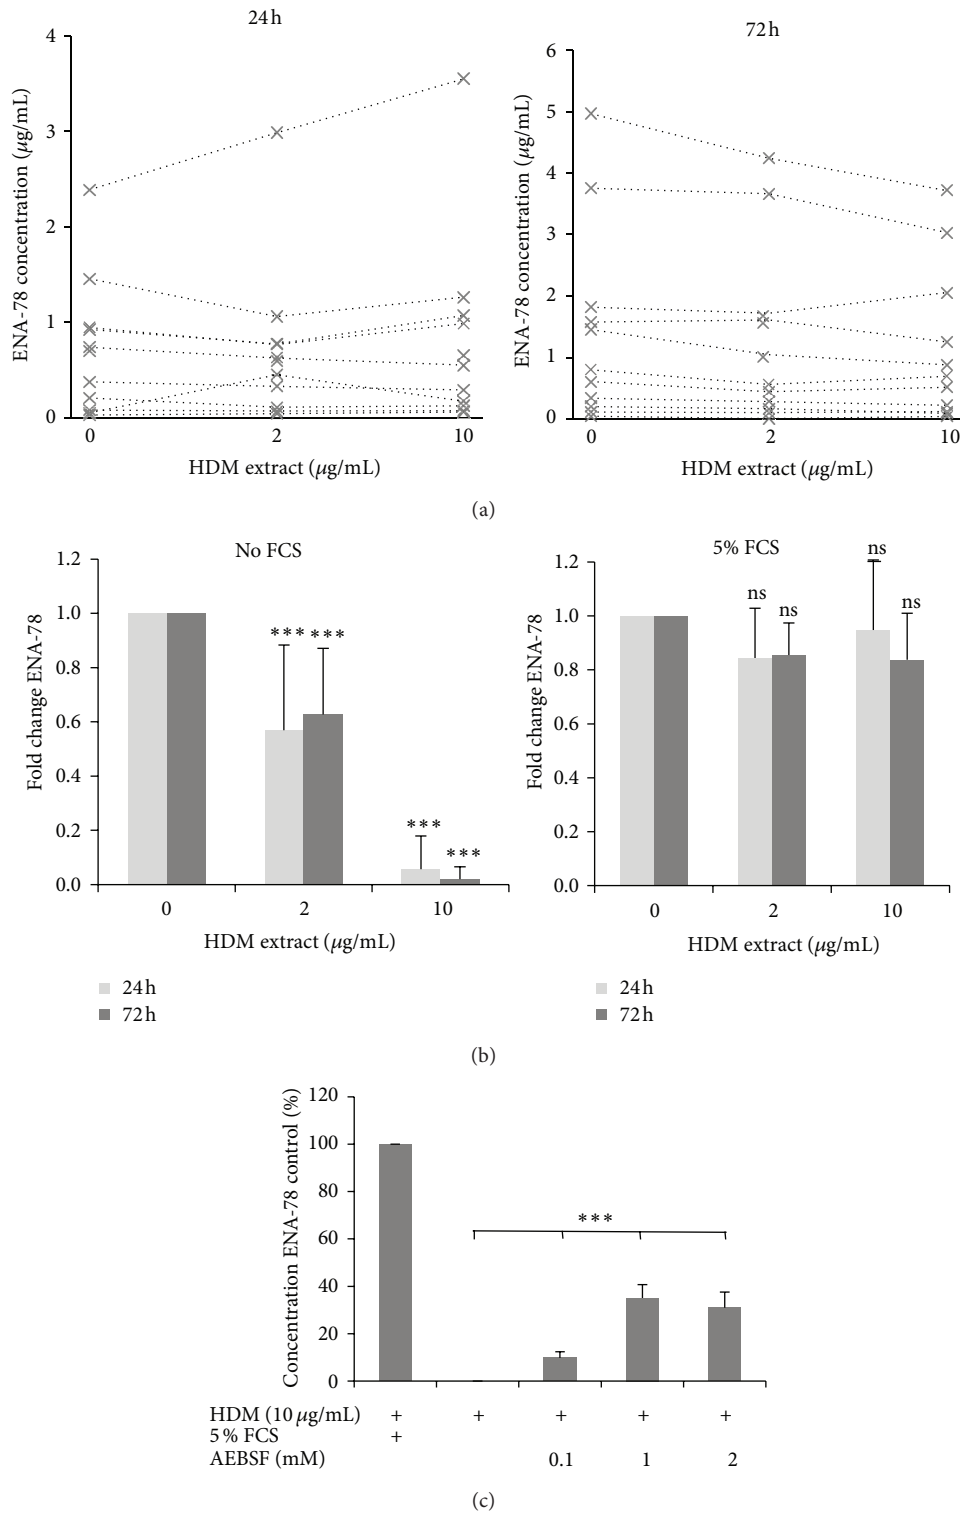 24 h
ENA-78 concentration (μg/mL)
4
3
2
1
0
0 2 10
HDM extract (μg/mL)
72 h
ENA-78 concentration (μg/mL)
6
5
4
3
2
1
0
0 2 10
HDM extract (μg/mL)
(a)
No FCS
Fold change ENA-78
1.2
1.0
0.8
0.6
0.4
0.2
0.0
*** ***
*** ***
0 2 10
HDM extract (μg/mL)
24 h
72 h
5% FCS
Fold change ENA-78
1.2
1.0
0.8
0.6
0.4
0.2
0.0
ns ns
ns ns
0 2 10
HDM extract (μg/mL)
24 h
72 h
(b)
Concentration ENA-78 control (%)
120
100
80
60
40
20
0
***
HDM (10 μg/mL) + + + + +
5% FCS +
AEBSF (mM) 0.1 1 2
(c)